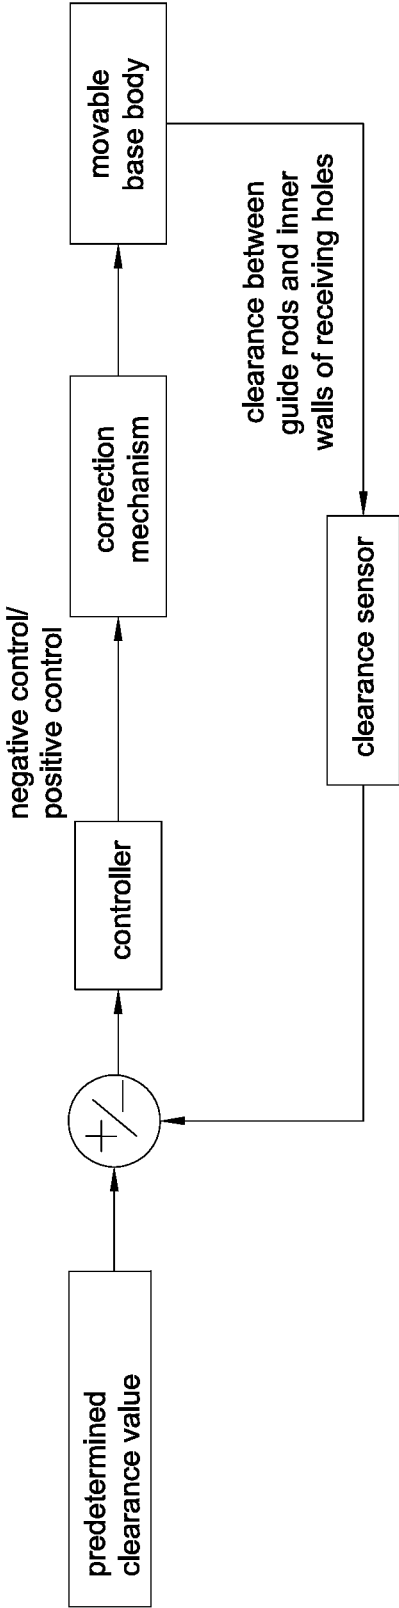 predetermined
clearance value
+/−
controller
negative control/
positive control
correction
mechanism
movable
base body
clearance between
guide rods and inner
walls of receiving holes
clearance sensor